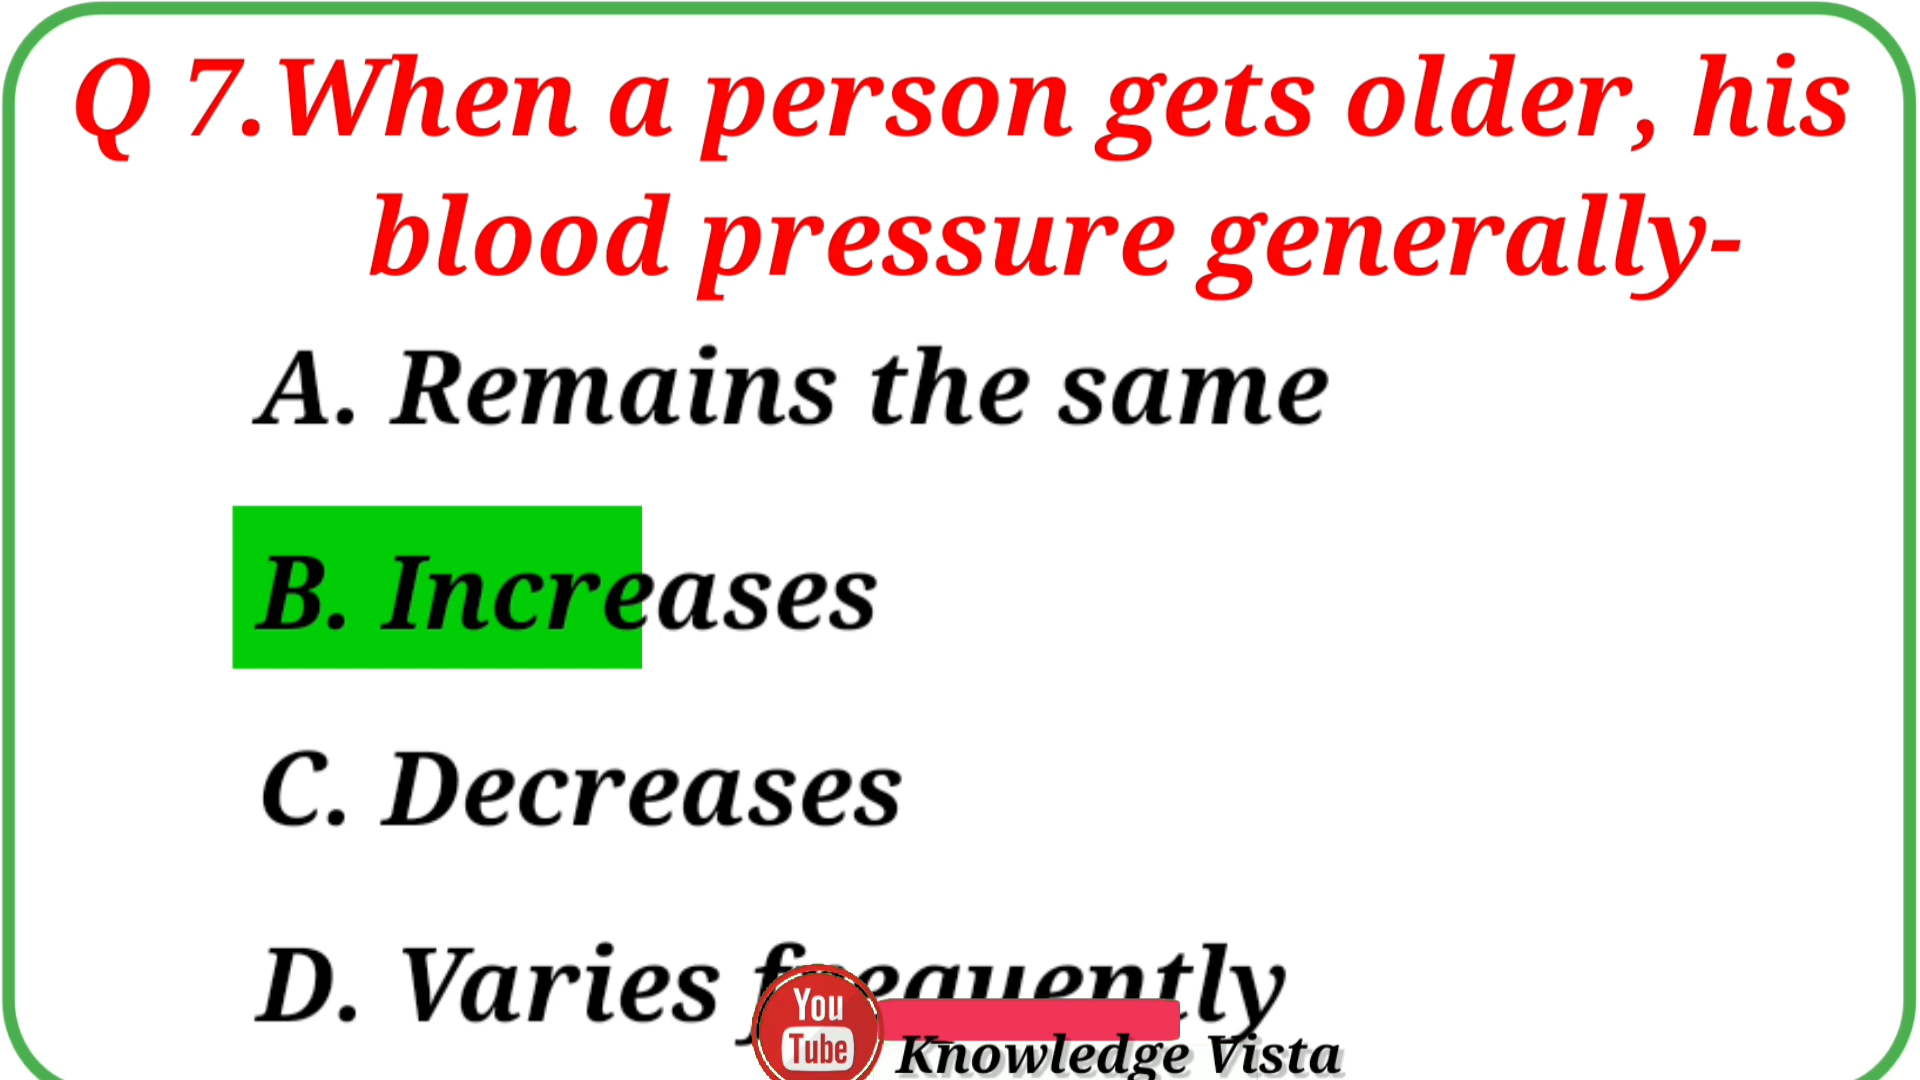 Q 7.When a person gets older, his
blood pressure generally-
A. Remains the same
B. Increases
C. Decreases
D. Varies frequently
You
Tube
Knowledge Vista